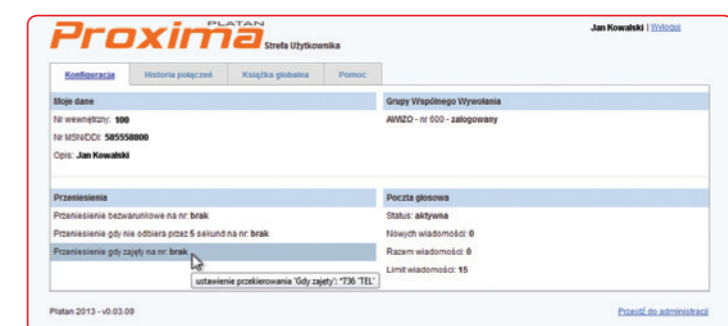 PLATAN
Proxima Strefa Użytkownika
Jan Kowalski | Wyloguj
Konfiguracja Historia połączeń Książka globalna Pomoc
Moje dane
Nr wewnętrzny: 100
Nr MSN/DDI: 585558800
Opis: Jan Kowalski
Grupy Wspólnego Wywołania
AWIZO - nr 600 - zalogowany
Przeniesienia
Przeniesienie bezwarunkowe na nr: brak
Przeniesienie gdy nie odbiera przez 5 sekund na nr: brak
Przeniesienie gdy zajęty na nr: brak
ustawienie przekierowania 'Gdy zajęty': *736 'TEL'
Poczta głosowa
Status: aktywna
Nowych wiadomości: 0
Razem wiadomości: 0
Limit wiadomości: 15
Platan 2013 - v0.03.09
Przejdź do administracji